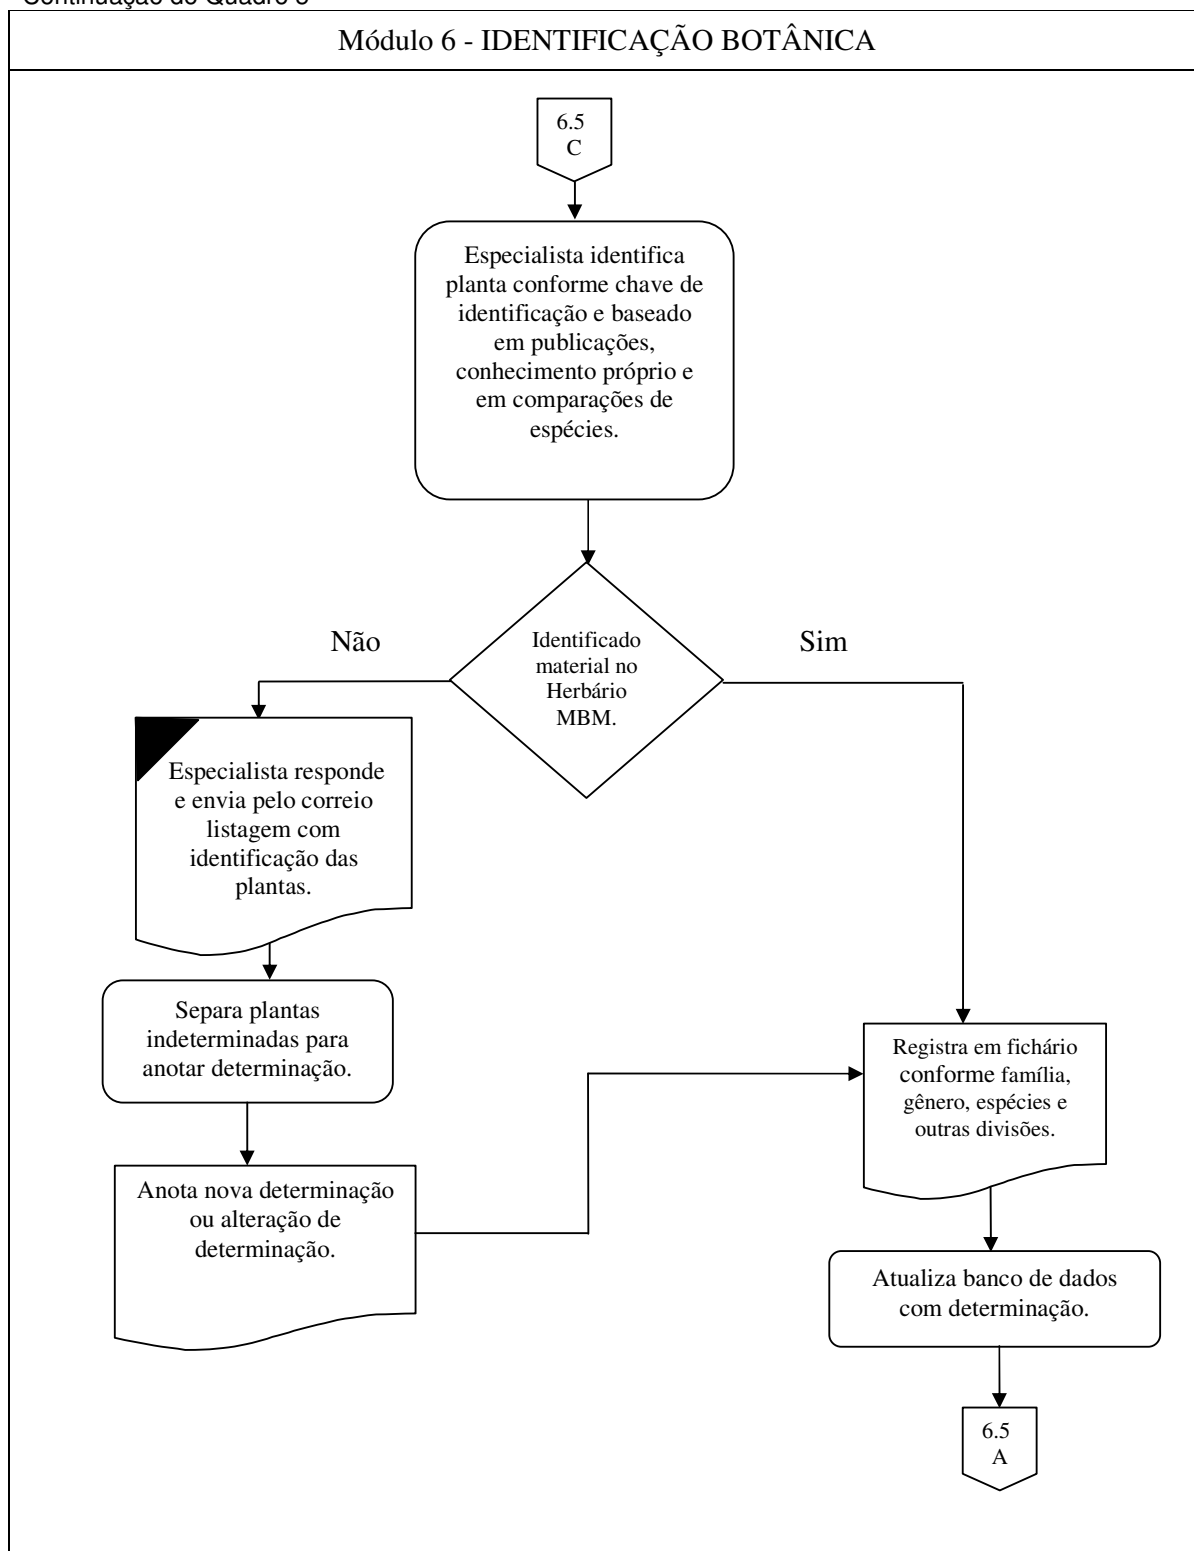 Continuação do Quadro 3
Módulo 6 - IDENTIFICAÇÃO BOTÂNICA
6.5
C
Especialista identifica
planta conforme chave de
identificação e baseado
em publicações,
conhecimento próprio e
em comparações de
espécies.
Não
Identificado
material no
Herbário
MBM.
Sim
Especialista responde
e envia pelo correio
listagem com
identificação das
plantas.
Separa plantas
indeterminadas para
anotar determinação.
Anota nova determinação
ou alteração de
determinação.
Registra em fichário
conforme família,
gênero, espécies e
outras divisões.
Atualiza banco de dados
com determinação.
6.5
A